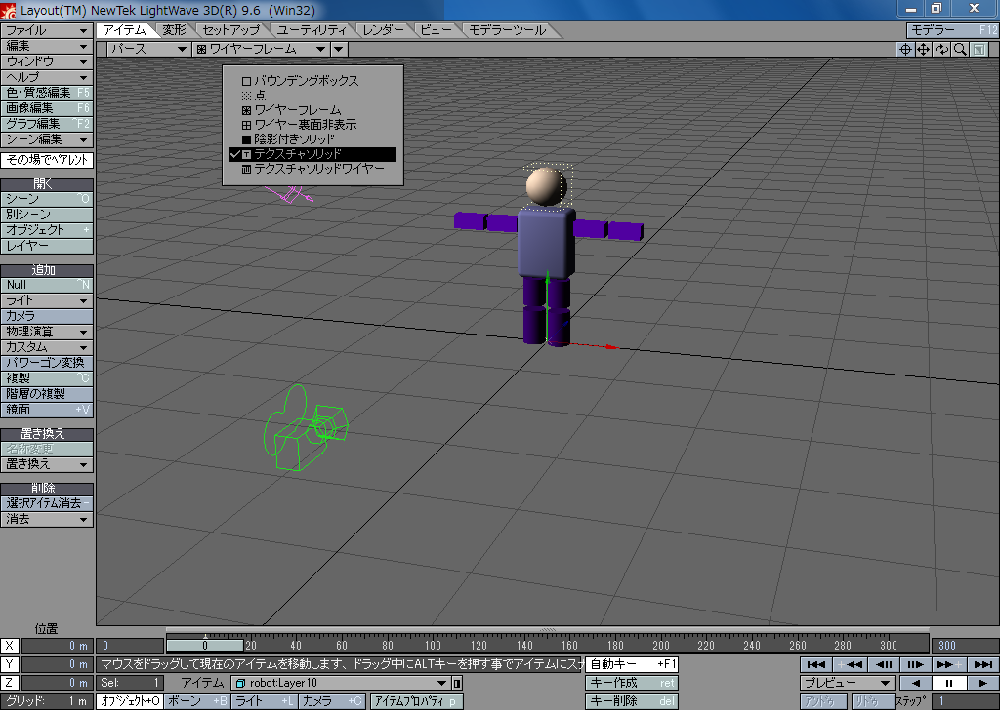 Layout(TM) NewTek LightWave 3D(R) 9.6 (Win32)
ファイル
アイテム 変形 セットアップ ユーティリティ レンダー ビュー モデラーツール
モデラー F12
編集
パース ワイヤーフレーム
ウィンドウ
ヘルプ
色・質感編集 F5
画像編集 F6
グラフ編集 ^F2
シーン編集
その場でペアレント
バウンデングボックス
点
ワイヤーフレーム
ワイヤー裏面非表示
陰影付きソリッド
テクスチャソリッド
テクスチャソリッドワイヤー
開く
シーン ^O
別シーン
オブジェクト +
レイヤー
追加
Null ^N
ライト
カメラ
物理演算
カスタム
パワーゴン変換
複製 ^C
階層の複製
鏡面 +V
置き換え
名称変更
置き換え
削除
選択アイテム消去 -
消去
位置
X 0 m
0 0 20 40 60 80 100 120 140 160 180 200 220 240 260 280 300 300
Y 0 m
マウスをドラッグして現在のアイテムを移動します、ドラッグ中にALTキーを押す事でアイテムにスナ
自動キー +F1
Z 0 m
Sel: 1
アイテム robot:Layer10
キー作成 ret
プレビュー
グリッド: 1 m
オブジェクト+O ボーン +B ライト +L カメラ +C アイテムプロパティ p
キー削除 del
アンドゥ リドゥ ステップ 1